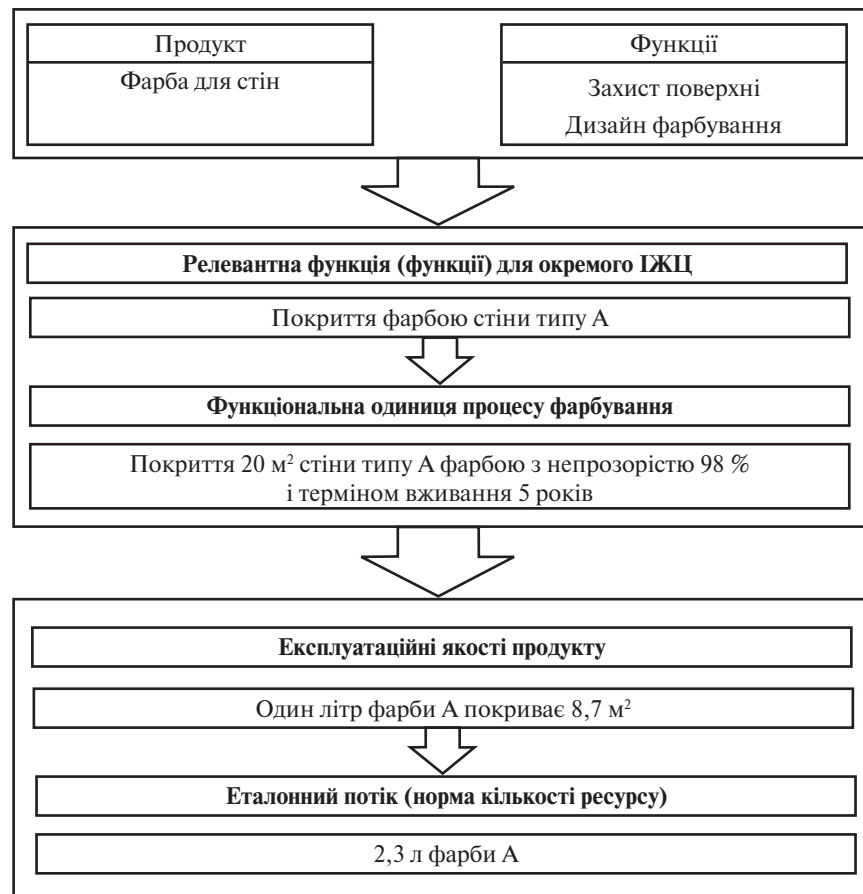 Продукт
Фарба для стін
Функції
Захист поверхні
Дизайн фарбування
Релевантна функція (функції) для окремого ІЖЦ
Покриття фарбою стіни типу А
Функціональна одиниця процесу фарбування
Покриття 20 м² стіни типу А фарбою з непрозорістю 98 %
і терміном вживання 5 років
Експлуатаційні якості продукту
Один літр фарби А покриває 8,7 м²
Еталонний потік (норма кількості ресурсу)
2,3 л фарби А